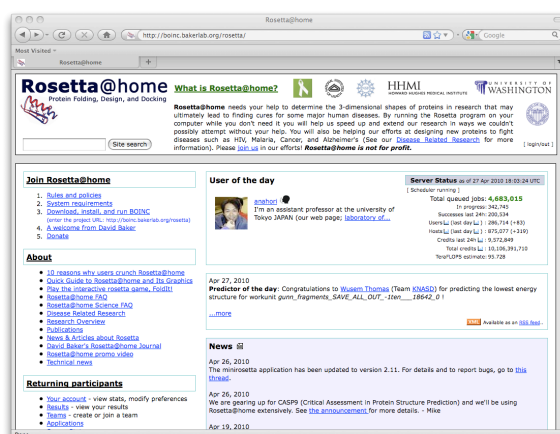 Rosetta@home
http://boinc.bakerlab.org/rosetta/
Google
Most Visited
Rosetta@home
Rosetta@home
Protein Folding, Design, and Docking
What is Rosetta@home?
HHMI
HOWARD HUGHES MEDICAL INSTITUTE
UNIVERSITY OF
WASHINGTON
Rosetta@home needs your help to determine the 3-dimensional shapes of proteins in research that may
ultimately lead to finding cures for some major human diseases. By running the Rosetta program on your
computer while you don't need it you will help us speed up and extend our research in ways we couldn't
possibly attempt without your help. You will also be helping our efforts at designing new proteins to fight
diseases such as HIV, Malaria, Cancer, and Alzheimer's (See our Disease Related Research for more
information). Please join us in our efforts! Rosetta@home is not for profit.
Site search
[ login/out ]
Join Rosetta@home
1. Rules and policies
2. System requirements
3. Download, install, and run BOINC
(enter the project URL: http://boinc.bakerlab.org/rosetta)
4. A welcome from David Baker
5. Donate
About
10 reasons why users crunch Rosetta@home
Quick Guide to Rosetta@home and Its Graphics
Play the interactive rosetta game, FoldIt!
Rosetta@home FAQ
Rosetta@home Science FAQ
Disease Related Research
Research Overview
Publications
News & Articles about Rosetta
David Baker's Rosetta@home Journal
Rosetta@home promo video
Technical news
Returning participants
Your account - view stats, modify preferences
Results - view your results
Teams - create or join a team
Applications
User of the day
anahori
I'm an assistant professor at the university of
Tokyo JAPAN (our web page; laboratory of...
Server Status as of 27 Apr 2010 18:03:24 UTC
[ Scheduler running ]
Total queued jobs: 4,683,015
In progress: 342,745
Successes last 24h: 200,534
Users (last day) : 286,714 (+83)
Hosts (last day) : 875,077 (+319)
Credits last 24h : 9,572,849
Total credits : 10,106,391,710
TeraFLOPS estimate: 95.728
Apr 27, 2010
Predictor of the day: Congratulations to Wusem Thomas (Team KNASD) for predicting the lowest energy
structure for workunit gunn_fragments_SAVE_ALL_OUT_-1ten___18642_0 !
...more
XML Available as an RSS feed..
News
Apr 26, 2010
The minirosetta application has been updated to version 2.11. For details and to report bugs, go to this
thread.
Apr 26, 2010
We are gearing up for CASP9 (Critical Assessment in Protein Structure Prediction) and we'll be using
Rosetta@home extensively. See the announcement for more details. - Mike
Apr 19, 2010
Done